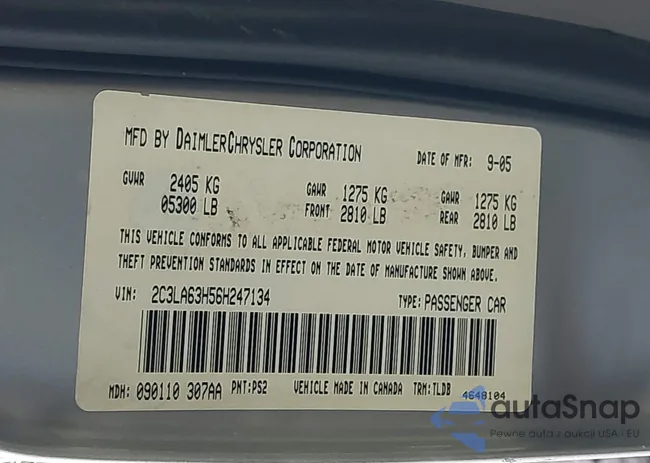 MFD BY DAIMLERCHRYSLER CORPORATION DATE OF MFR: 9-05
GVWR 2405 KG GAWR 1275 KG GAWR 1275 KG
05300 LB FRONT 2810 LB REAR 2810 LB
THIS VEHICLE CONFORMS TO ALL APPLICABLE FEDERAL MOTOR VEHICLE SAFETY, BUMPER AND
THEFT PREVENTION STANDARDS IN EFFECT ON THE DATE OF MANUFACTURE SHOWN ABOVE.
VIN: 2C3LA63H56H247134 TYPE: PASSENGER CAR
MDH: 090110 307AA PNT:PS2 VEHICLE MADE IN CANADA TRM:TLDB 4648104
autaSnap
Pewne auta z aukcji USA i EU